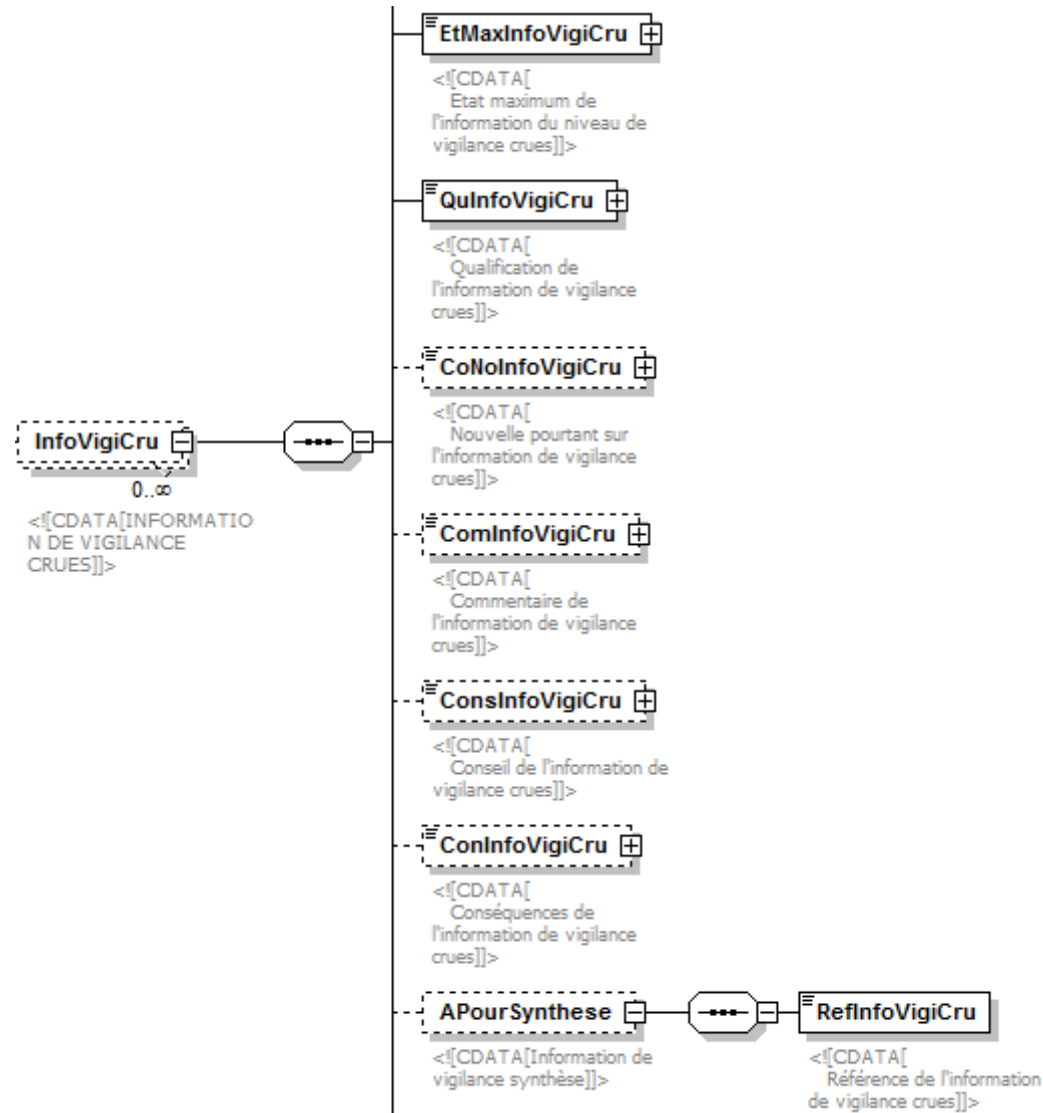 EtMaxInfoVigiCru
<![CDATA[
Etat maximum de
l'information du niveau de
vigilance crues]]>
QuInfoVigiCru
<![CDATA[
Qualification de
l'information de vigilance
crues]]>
CoNoInfoVigiCru
<![CDATA[
Nouvelle pourtant sur
l'information de vigilance
crues]]>
InfoVigiCru
0..∞
<![CDATA[INFORMATIO
N DE VIGILANCE
CRUES]]>
ComInfoVigiCru
<![CDATA[
Commentaire de
l'information de vigilance
crues]]>
ConsInfoVigiCru
<![CDATA[
Conseil de l'information de
vigilance crues]]>
ConInfoVigiCru
<![CDATA[
Conséquences de
l'information de vigilance
crues]]>
APourSynthese
<![CDATA[Information de
vigilance synthèse]]>
RefInfoVigiCru
<![CDATA[
Référence de l'information
de vigilance crues]]>